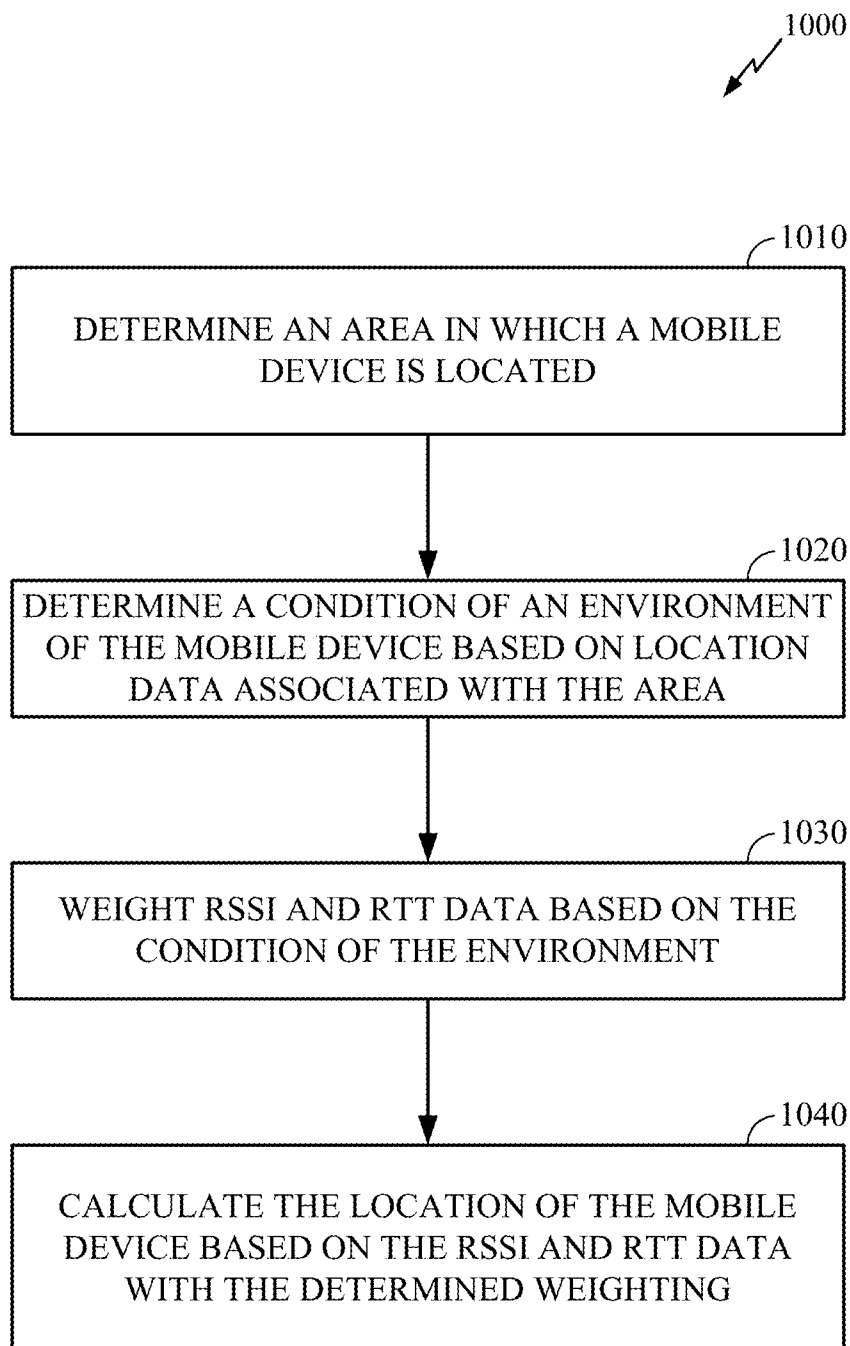 1000
1010
DETERMINE AN AREA IN WHICH A MOBILE
DEVICE IS LOCATED
1020
DETERMINE A CONDITION OF AN ENVIRONMENT
OF THE MOBILE DEVICE BASED ON LOCATION
DATA ASSOCIATED WITH THE AREA
1030
WEIGHT RSSI AND RTT DATA BASED ON THE
CONDITION OF THE ENVIRONMENT
1040
CALCULATE THE LOCATION OF THE MOBILE
DEVICE BASED ON THE RSSI AND RTT DATA
WITH THE DETERMINED WEIGHTING